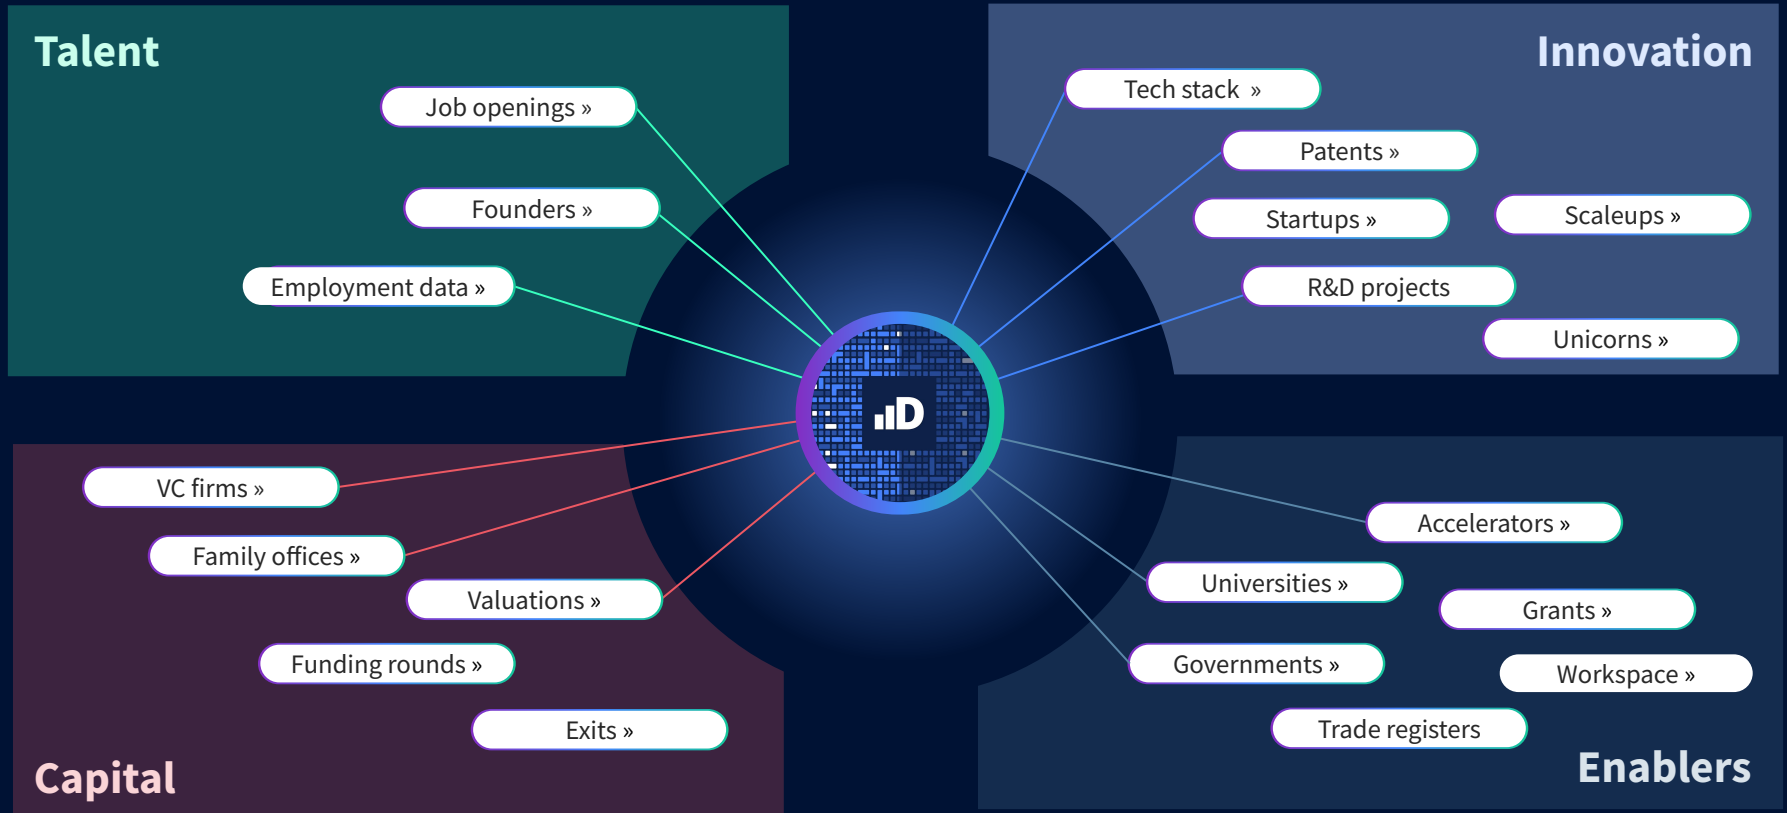 Talent
Job openings »
Founders »
Employment data »
Innovation
Tech stack »
Patents »
Startups »
Scaleups »
R&D projects
Unicorns »
D
VC firms »
Family offices »
Valuations »
Funding rounds »
Exits »
Capital
Accelerators »
Universities »
Grants »
Governments »
Workspace »
Trade registers
Enablers